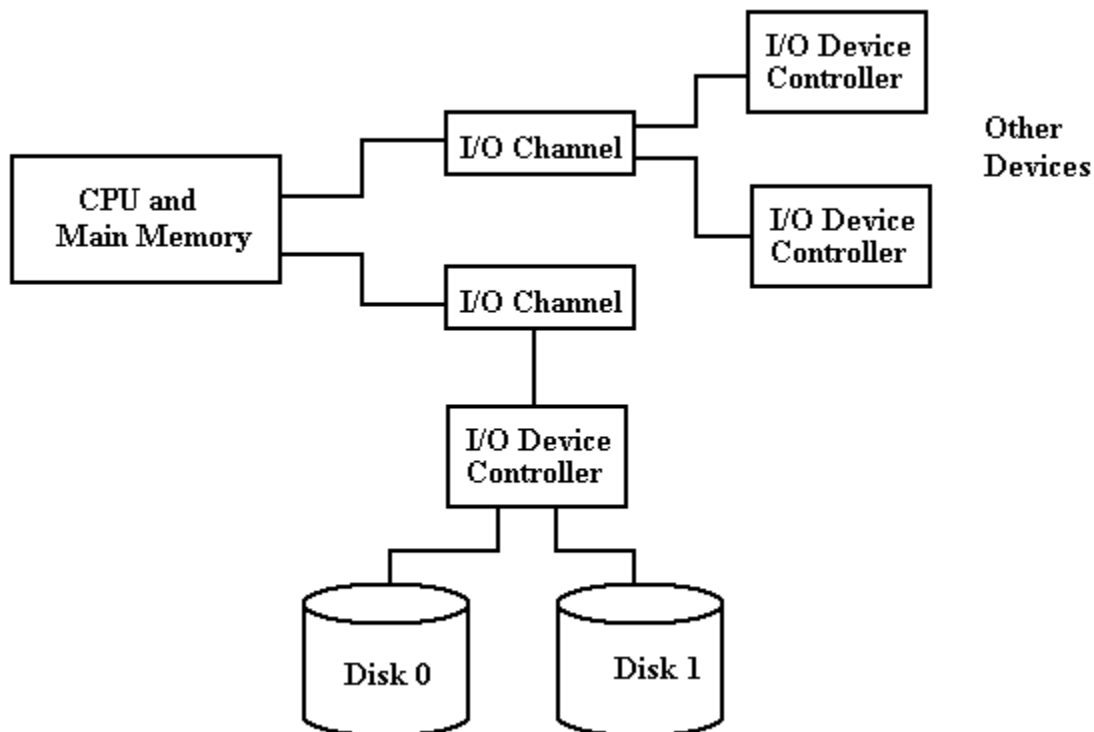 I/O Device
Controller
Other
Devices
I/O Channel
CPU and
Main Memory
I/O Device
Controller
I/O Channel
I/O Device
Controller
Disk 0
Disk 1